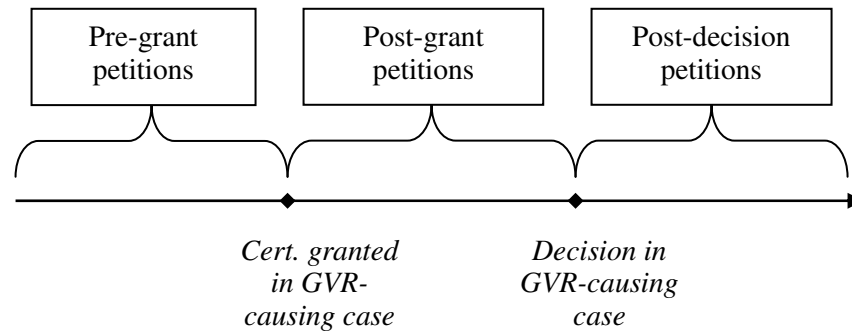 Pre-grant
petitions
Post-grant
petitions
Post-decision
petitions
Cert. granted
in GVR-
causing case
Decision in
GVR-causing
case